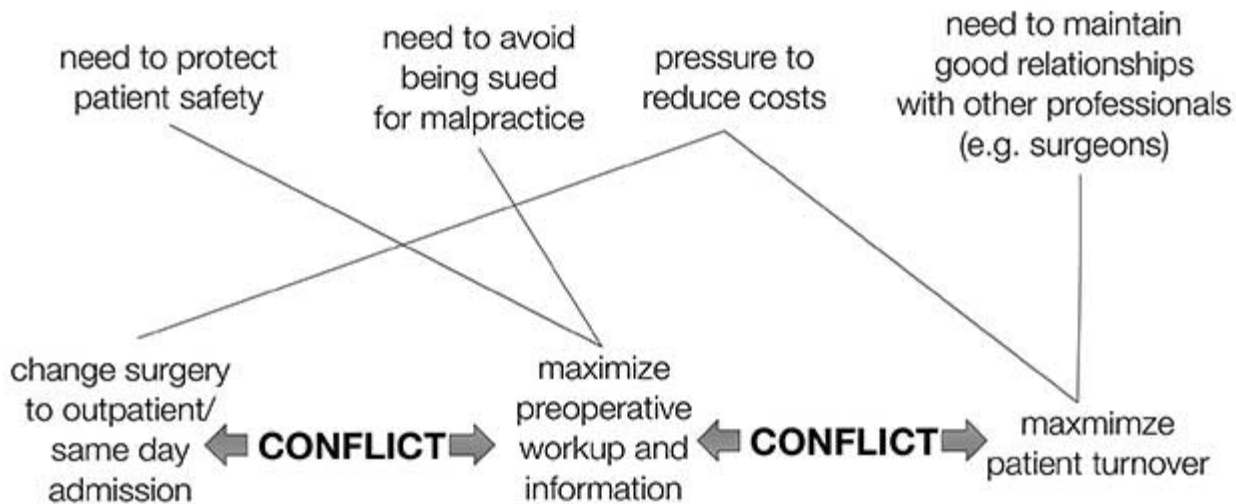 need to protect
patient safety
need to avoid
being sued
for malpractice
pressure to
reduce costs
need to maintain
good relationships
with other professionals
(e.g. surgeons)
change surgery
to outpatient/
same day
admission
CONFLICT
maximize
preoperative
workup and
information
CONFLICT
maxmimze
patient turnover